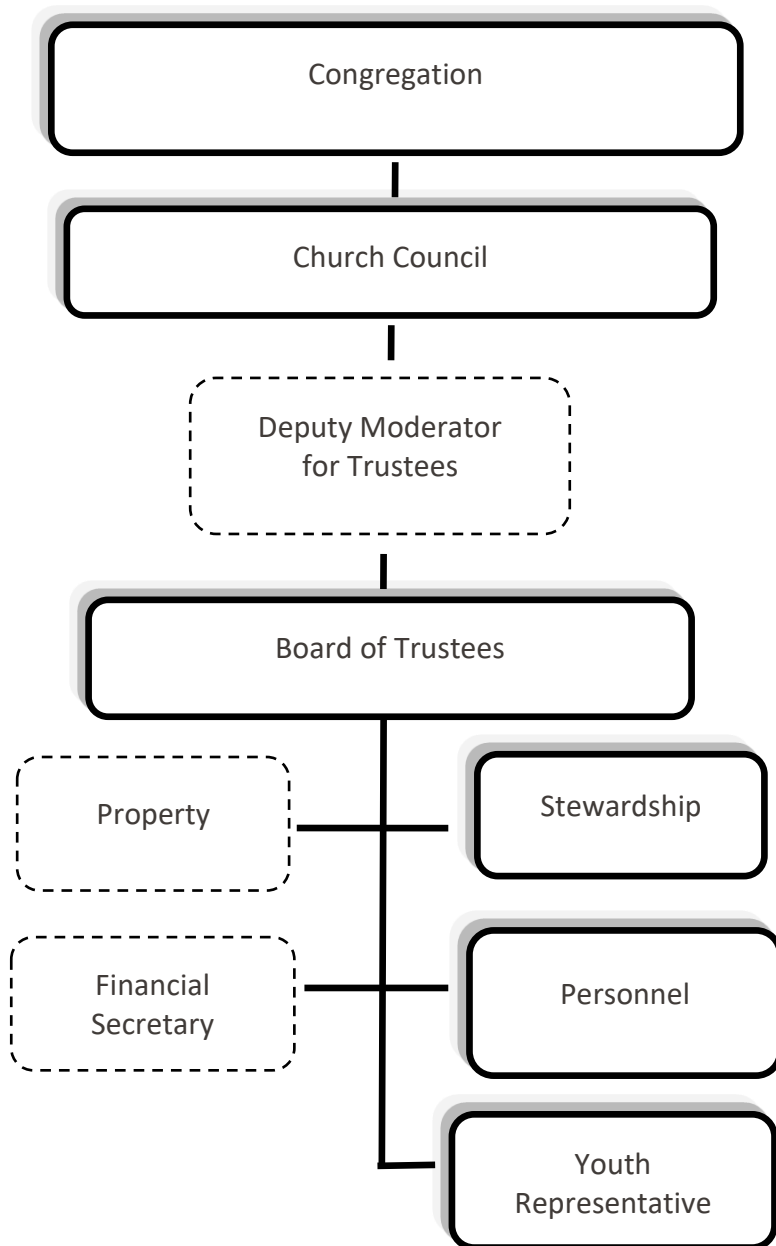 Congregation
Church Council
Deputy Moderator
for Trustees
Board of Trustees
Property
Stewardship
Financial
Secretary
Personnel
Youth
Representative